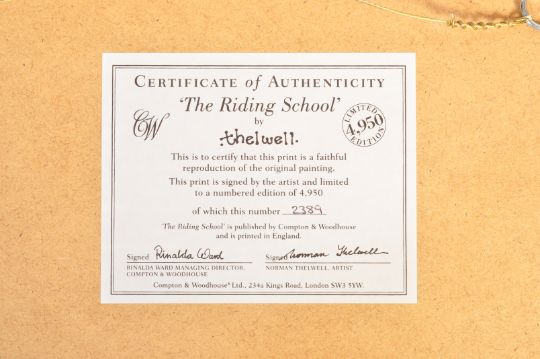 CERTIFICATE of AUTHENTICITY
'The Riding School'
by
thelwell.
CW
LIMITED
4,950
EDITION
This is to certify that this print is a faithful
reproduction of the original painting.
This print is signed by the artist and limited
to a numbered edition of 4,950
of which this number 2389
'The Riding School' is published by Compton & Woodhouse
and is printed in England.
Signed Rinalda Ward
RINALDA WARD MANAGING DIRECTOR,
COMPTON & WOODHOUSE
Signed Norman Thelwell
NORMAN THELWELL, ARTIST
Compton & Woodhouse Ltd., 234a Kings Road, London SW3 5YW.